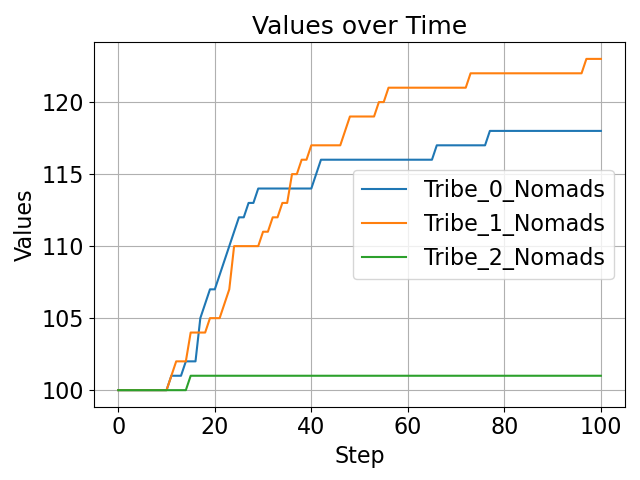 Values over Time
Values
120
115
110
105
100
Tribe_0_Nomads
Tribe_1_Nomads
Tribe_2_Nomads
0 20 40 60 80 100
Step